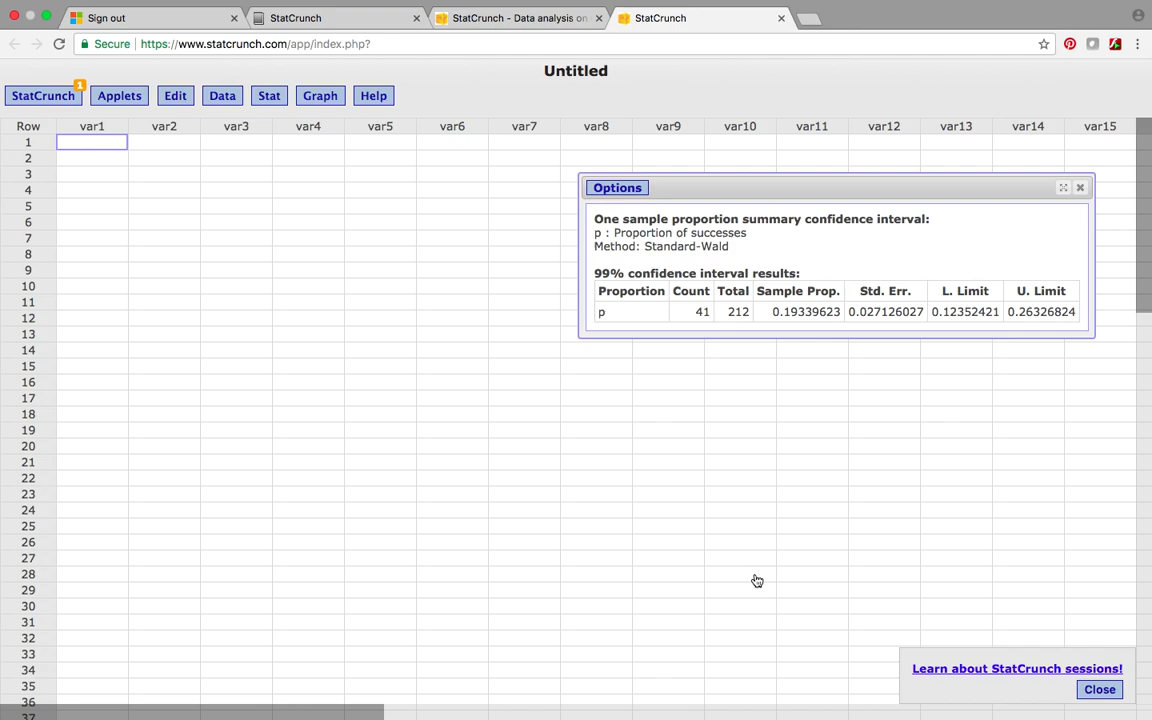 Sign out
StatCrunch
StatCrunch - Data analysis on
StatCrunch
Secure https://www.statcrunch.com/app/index.php?
Untitled
StatCrunch 1 Applets Edit Data Stat Graph Help
Row var1 var2 var3 var4 var5 var6 var7 var8 var9 var10 var11 var12 var13 var14 var15
1
2
3
4
5
6
7
8
9
10
11
12
13
14
15
16
17
18
19
20
21
22
23
24
25
26
27
28
29
30
31
32
33
34
35
36
37
Options
One sample proportion summary confidence interval:
p : Proportion of successes
Method: Standard-Wald
99% confidence interval results:
Proportion Count Total Sample Prop. Std. Err. L. Limit U. Limit
p 41 212 0.19339623 0.027126027 0.12352421 0.26326824
Learn about StatCrunch sessions!
Close